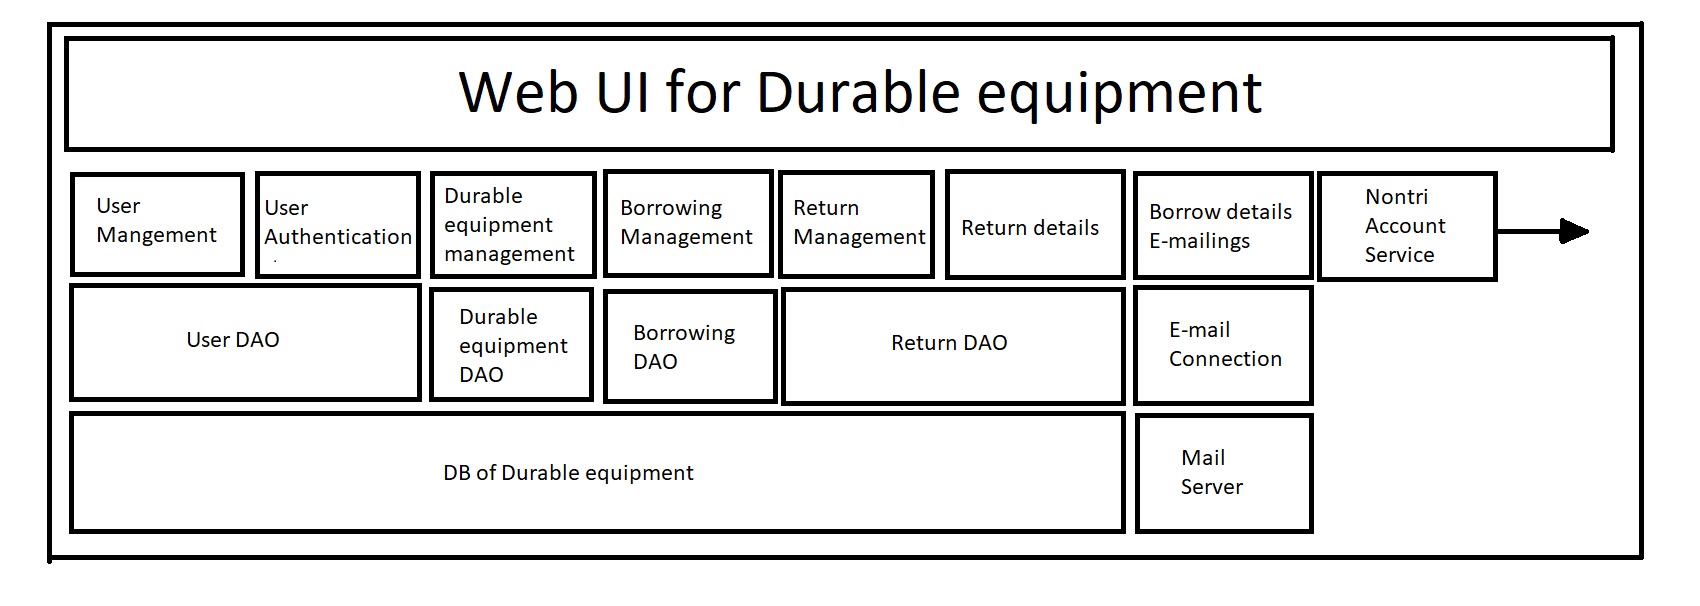 Web UI for Durable equipment
User
Mangement
User
Authentication
.
Durable
equipment
management
Borrowing
Management
Return
Management
Return details
Borrow details
E-mailings
Nontri
Account
Service
User DAO
Durable
equipment
DAO
Borrowing
DAO
Return DAO
E-mail
Connection
DB of Durable equipment
Mail
Server